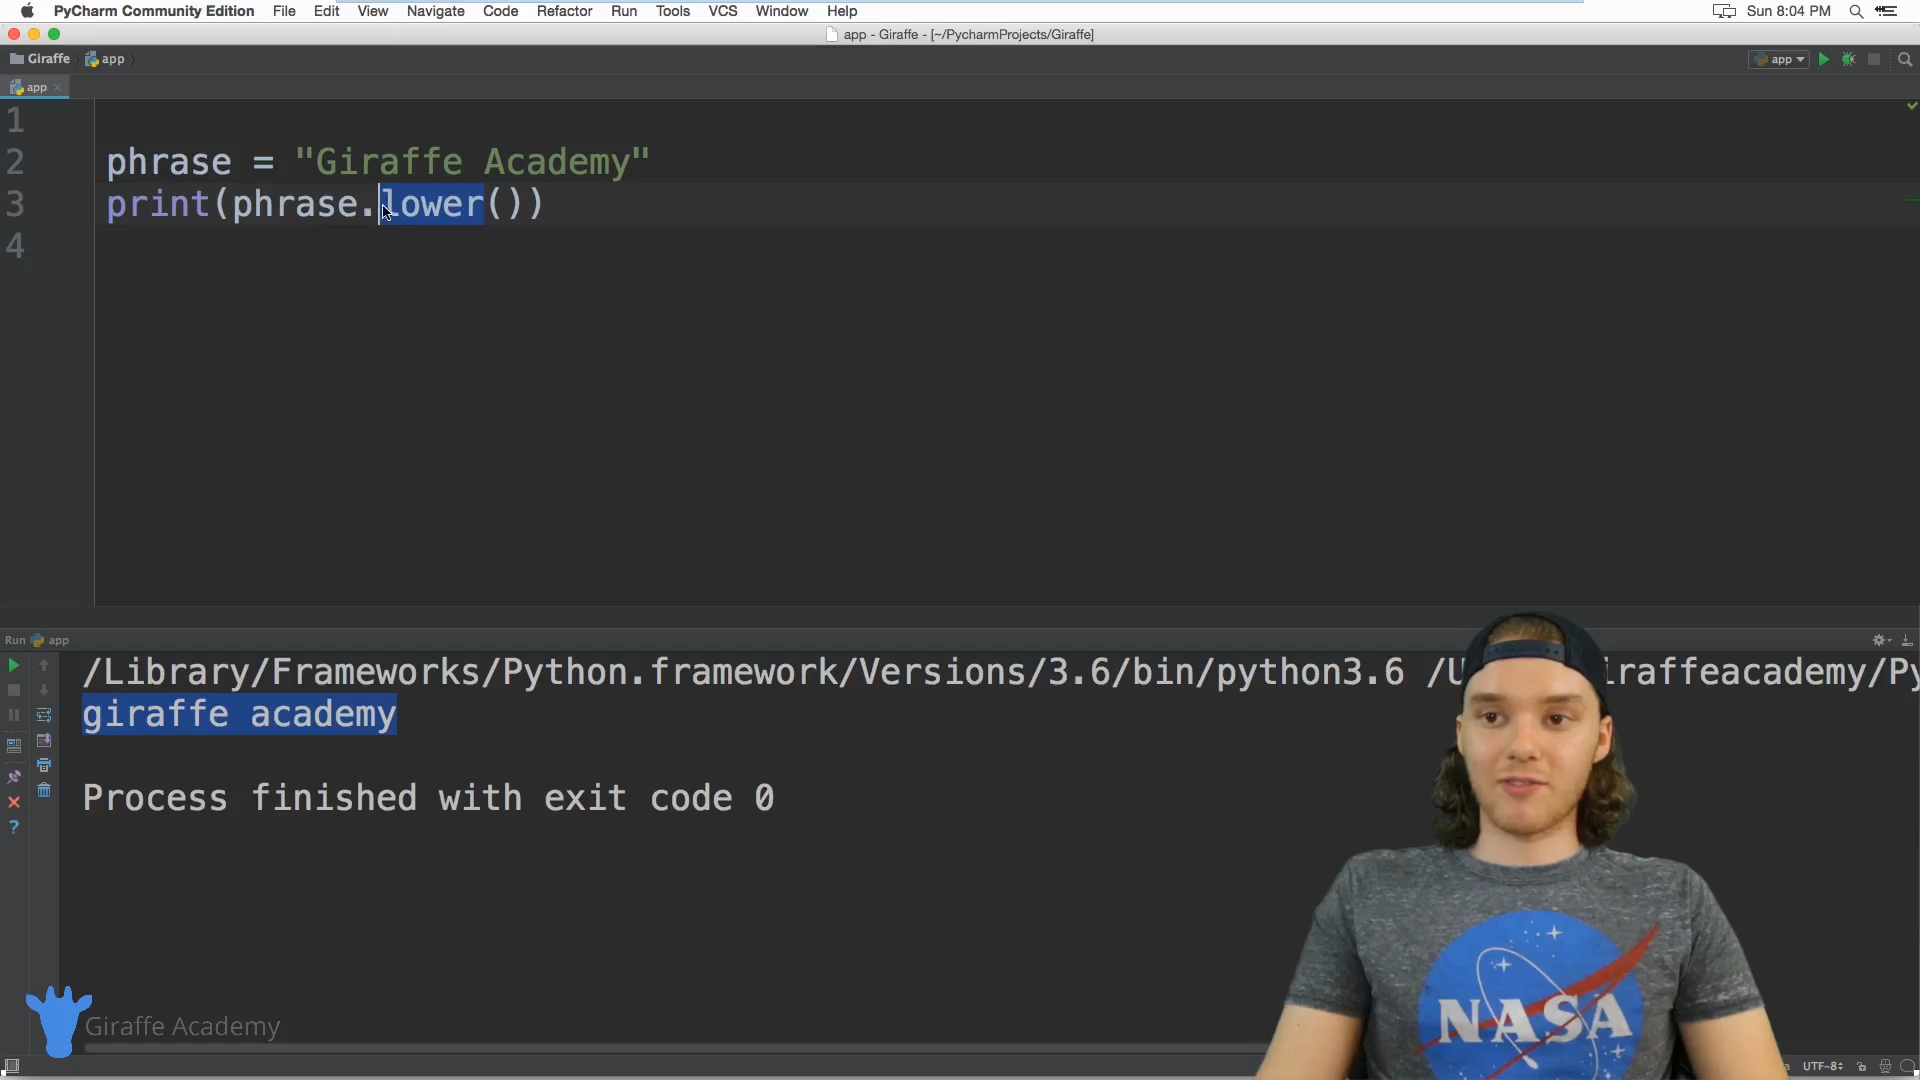 PyCharm Community Edition File Edit View Navigate Code Refactor Run Tools VCS Window Help Sun 8:04 PM
app - Giraffe - [~/PycharmProjects/Giraffe]
Giraffe app app
app
1
2 phrase = "Giraffe Academy"
3 print(phrase.lower())
4
Run app
/Library/Frameworks/Python.framework/Versions/3.6/bin/python3.6 /U iraffeacademy/Py
giraffe academy
Process finished with exit code 0
NASA
Giraffe Academy
UTF-8